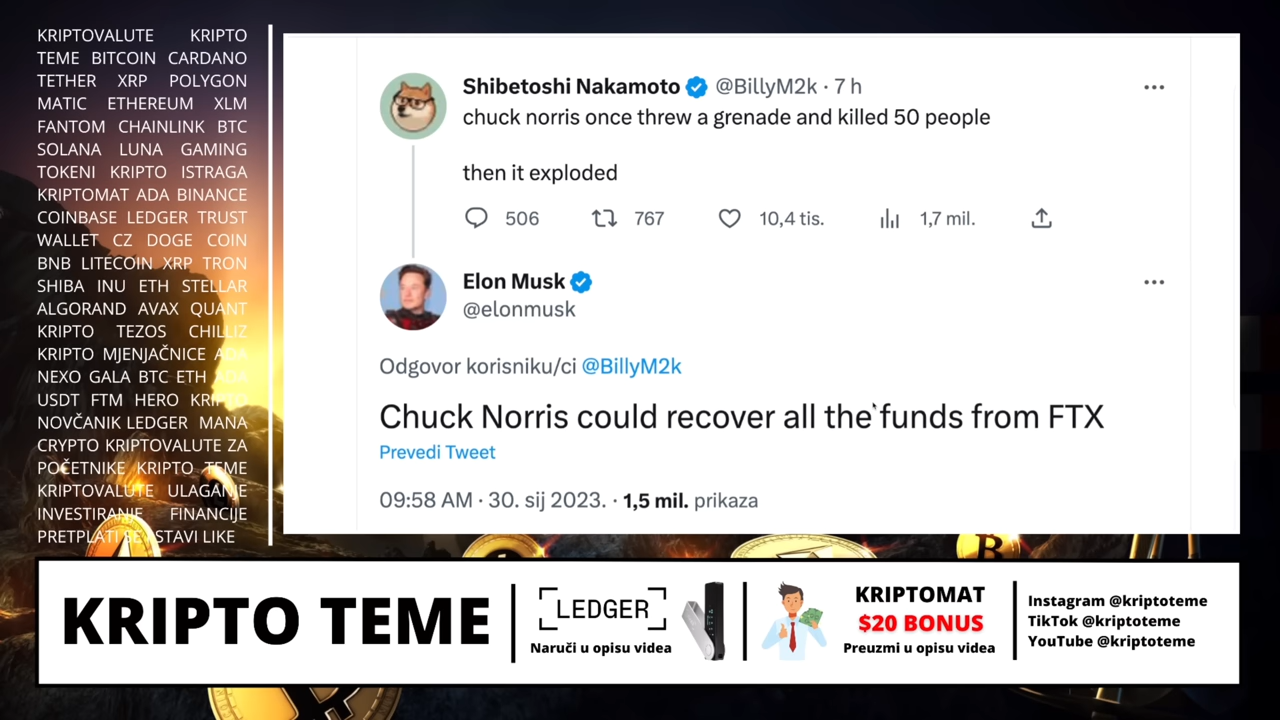 KRIPTOVALUTE KRIPTO
TEME BITCOIN CARDANO
TETHER XRP POLYGON
MATIC ETHEREUM XLM
FANTOM CHAINLINK BTC
SOLANA LUNA GAMING
TOKENI KRIPTO ISTRAGA
KRIPTOMAT ADA BINANCE
COINBASE LEDGER TRUST
WALLET CZ DOGE COIN
BNB LITECOIN XRP TRON
SHIBA INU ETH STELLAR
ALGORAND AVAX QUANT
KRIPTO TEZOS CHILLIZ
KRIPTO MJENJAČNICE ADA
NEXO GALA BTC ETH ADA
USDT FTM HERO KRIPTO
NOVČANIK LEDGER MANA
CRYPTO KRIPTOVALUTE ZA
POČETNIKE KRIPTO TEME
KRIPTOVALUTE ULAGANJE
INVESTIRANJE FINANCIJE
PRETPLATI SE OSTAVI LIKE
Shibetoshi Nakamoto @BillyM2k · 7 h
chuck norris once threw a grenade and killed 50 people
then it exploded
506 767 10,4 tis. 1,7 mil.
Elon Musk
@elonmusk
Odgovor korisniku/ci @BillyM2k
Chuck Norris could recover all the funds from FTX
Prevedi Tweet
09:58 AM · 30. sij 2023. · 1,5 mil. prikaza
KRIPTO TEME
LEDGER
Naruči u opisu videa
KRIPTOMAT
$20 BONUS
Preuzmi u opisu videa
Instagram @kriptoteme
TikTok @kriptoteme
YouTube @kriptoteme